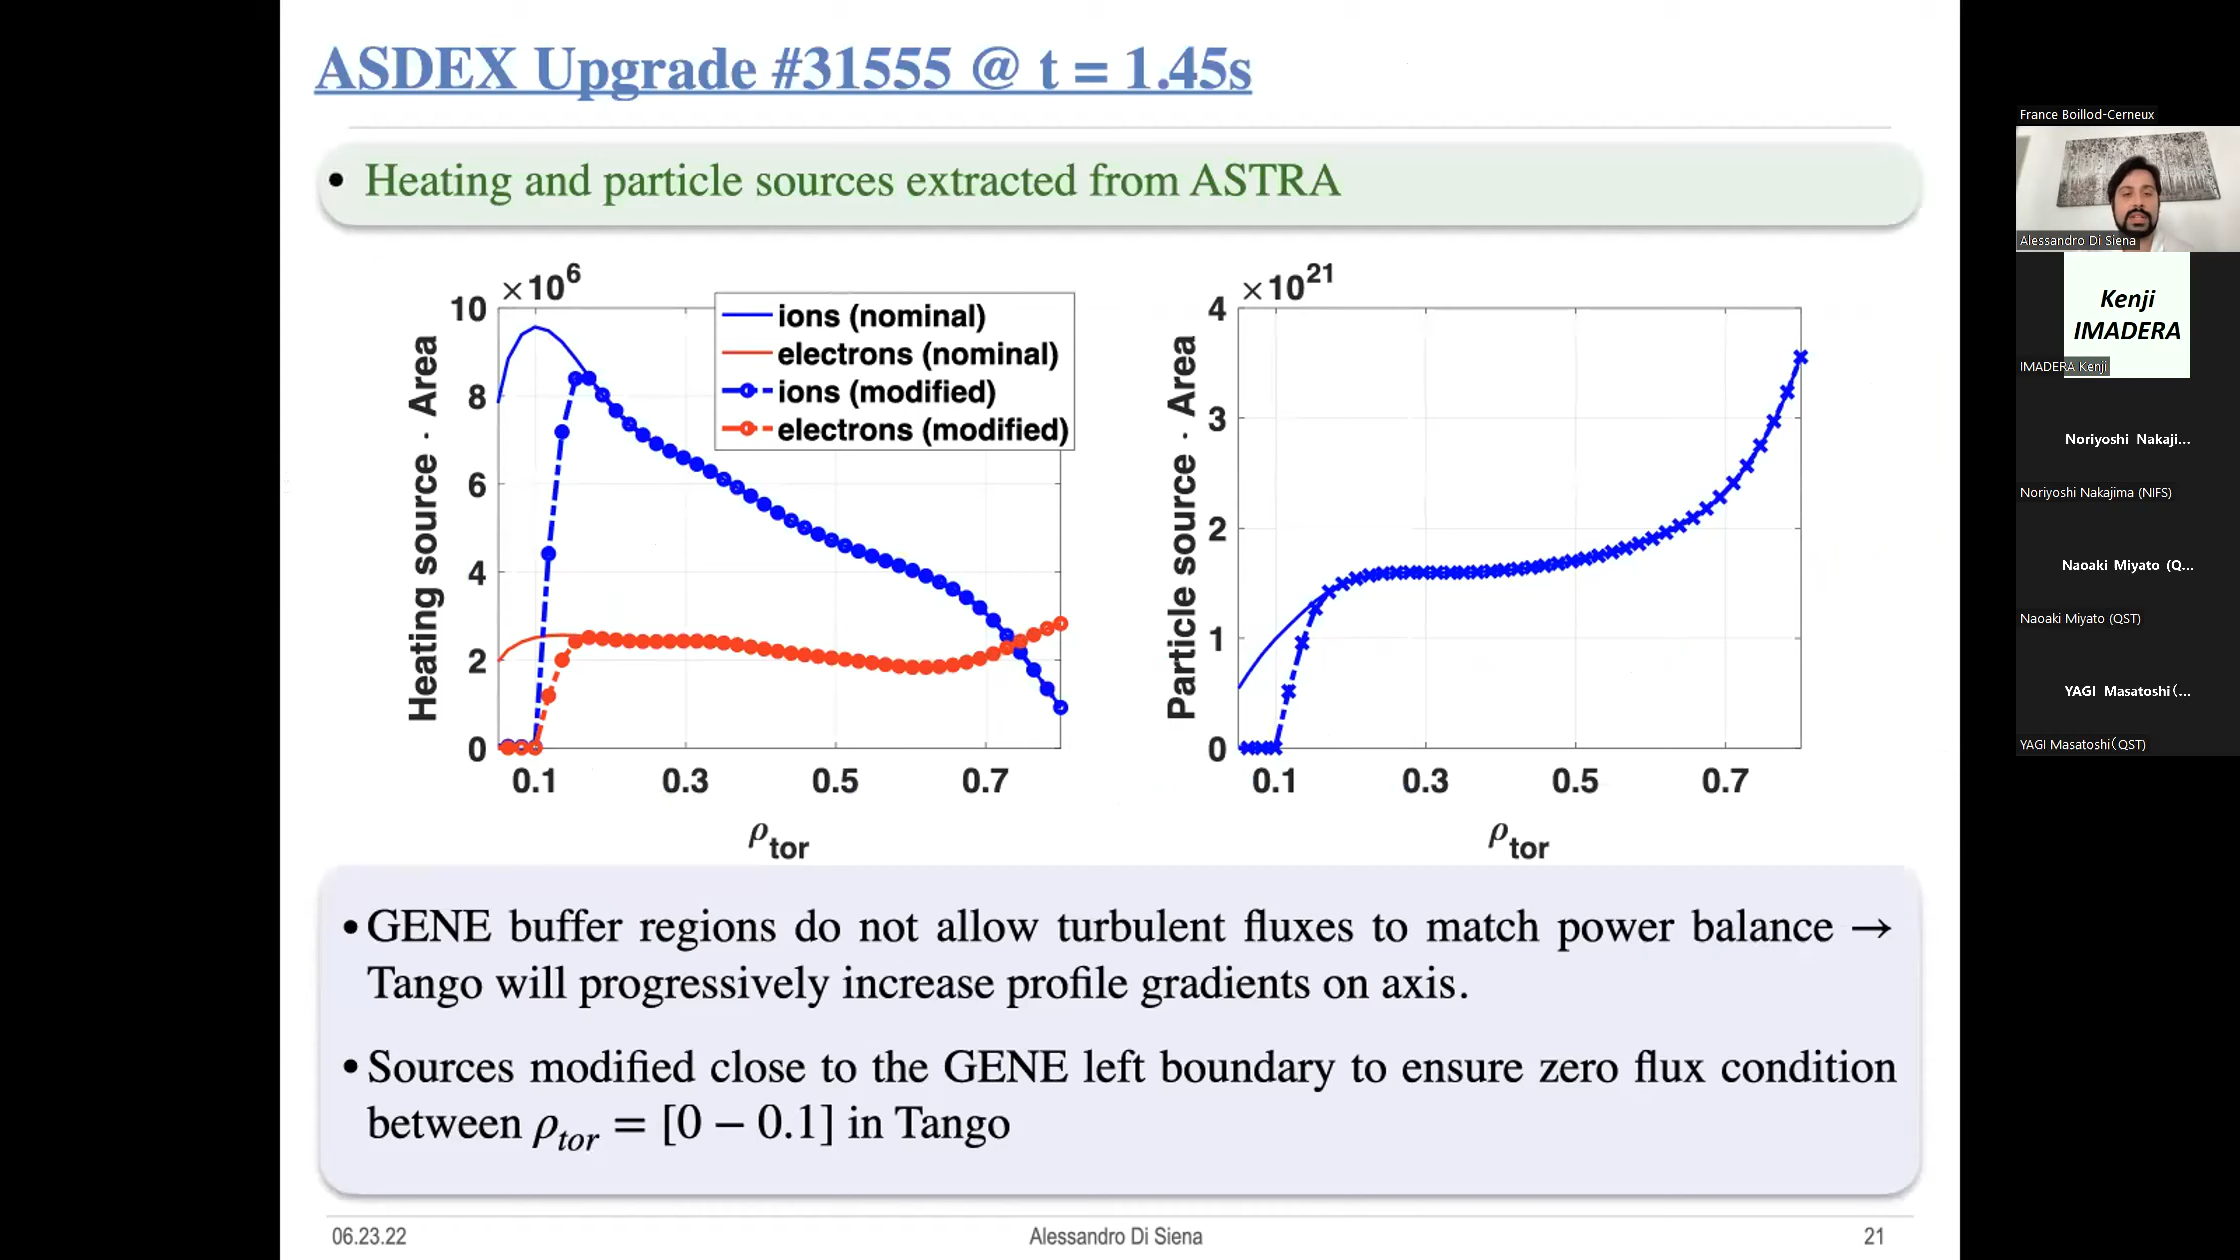 ASDEX Upgrade #31555 @ t = 1.45s
• Heating and particle sources extracted from ASTRA
×10^6
10
8
6
4
2
0
Heating source · Area
ions (nominal)
electrons (nominal)
ions (modified)
electrons (modified)
0.1 0.3 0.5 0.7
ρ_tor
×10^21
4
3
2
1
0
Particle source · Area
0.1 0.3 0.5 0.7
ρ_tor
• GENE buffer regions do not allow turbulent fluxes to match power balance →
Tango will progressively increase profile gradients on axis.
• Sources modified close to the GENE left boundary to ensure zero flux condition
between ρ_tor = [0 – 0.1] in Tango
06.23.22 Alessandro Di Siena 21
France Boillod-Cerneux
Alessandro Di Siena
Kenji
IMADERA
IMADERA Kenji
Noriyoshi Nakaji...
Noriyoshi Nakajima (NIFS)
Naoaki Miyato (Q...
Naoaki Miyato (QST)
YAGI Masatoshi（...
YAGI Masatoshi（QST)